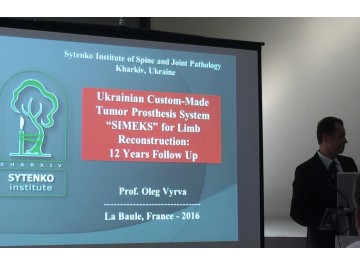 Sytenko Institute of Spine and Joint Pathology
Kharkiv, Ukraine
Ukrainian Custom-Made
Tumor Prosthesis System
“SIMEKS” for Limb
Reconstruction:
12 Years Follow Up
KHARKIV
SYTENKO
institute
Prof. Oleg Vyrva
La Baule, France - 2016